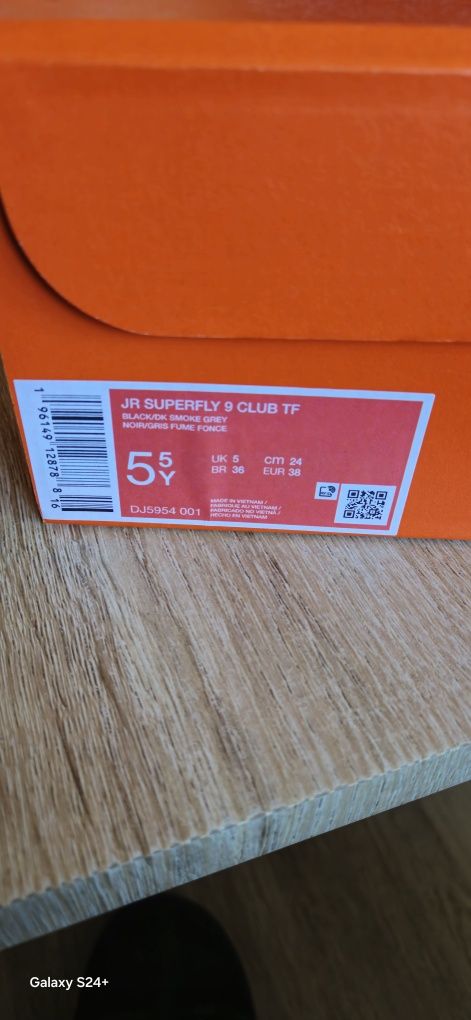 JR SUPERFLY 9 CLUB TF
BLACK/DK SMOKE GREY
NOIR/GRIS FUME FONCE
5 5Y
UK 5 cm 24
BR 36 EUR 38
DJ5954 001
MADE IN VIETNAM /
FABRIQUE AU VIETNAM /
FABRICADO NO VIETNÃ /
HECHO EN VIETNAM
1 96149 12878 8 16
Galaxy S24+